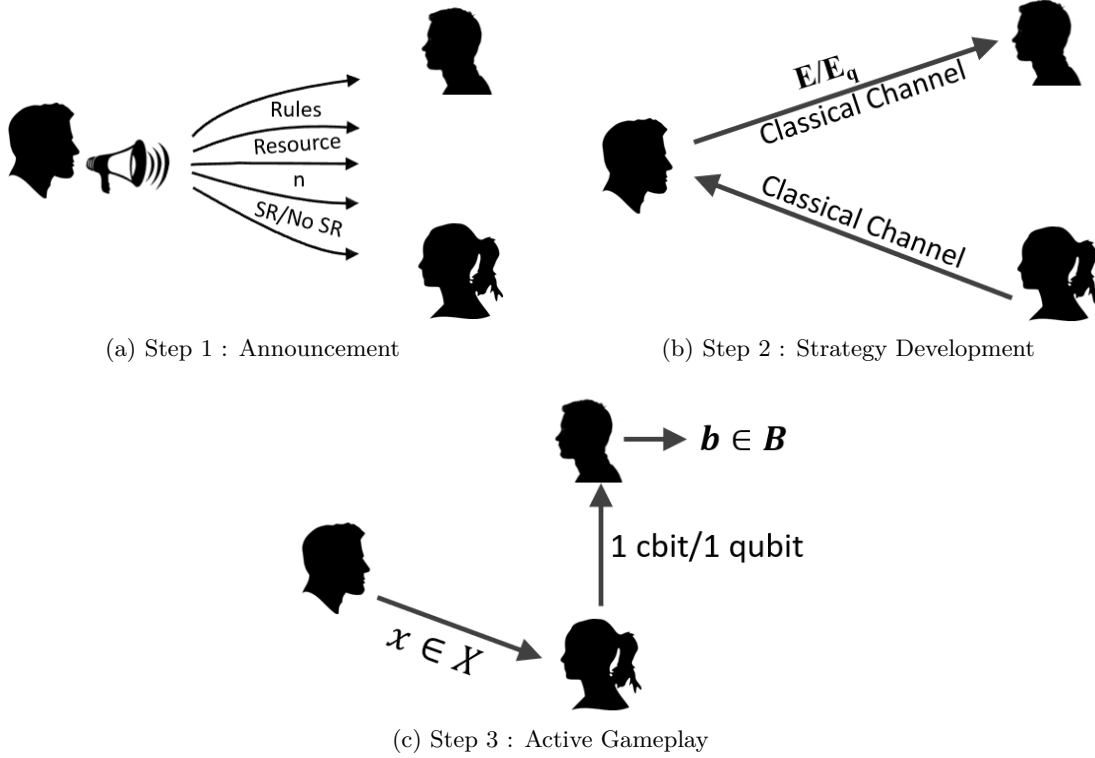 Rules
Resource
n
SR/No SR
(a) Step 1 : Announcement
E/E_q
Classical Channel
Classical Channel
(b) Step 2 : Strategy Development
b ∈ B
1 cbit/1 qubit
x ∈ X
(c) Step 3 : Active Gameplay